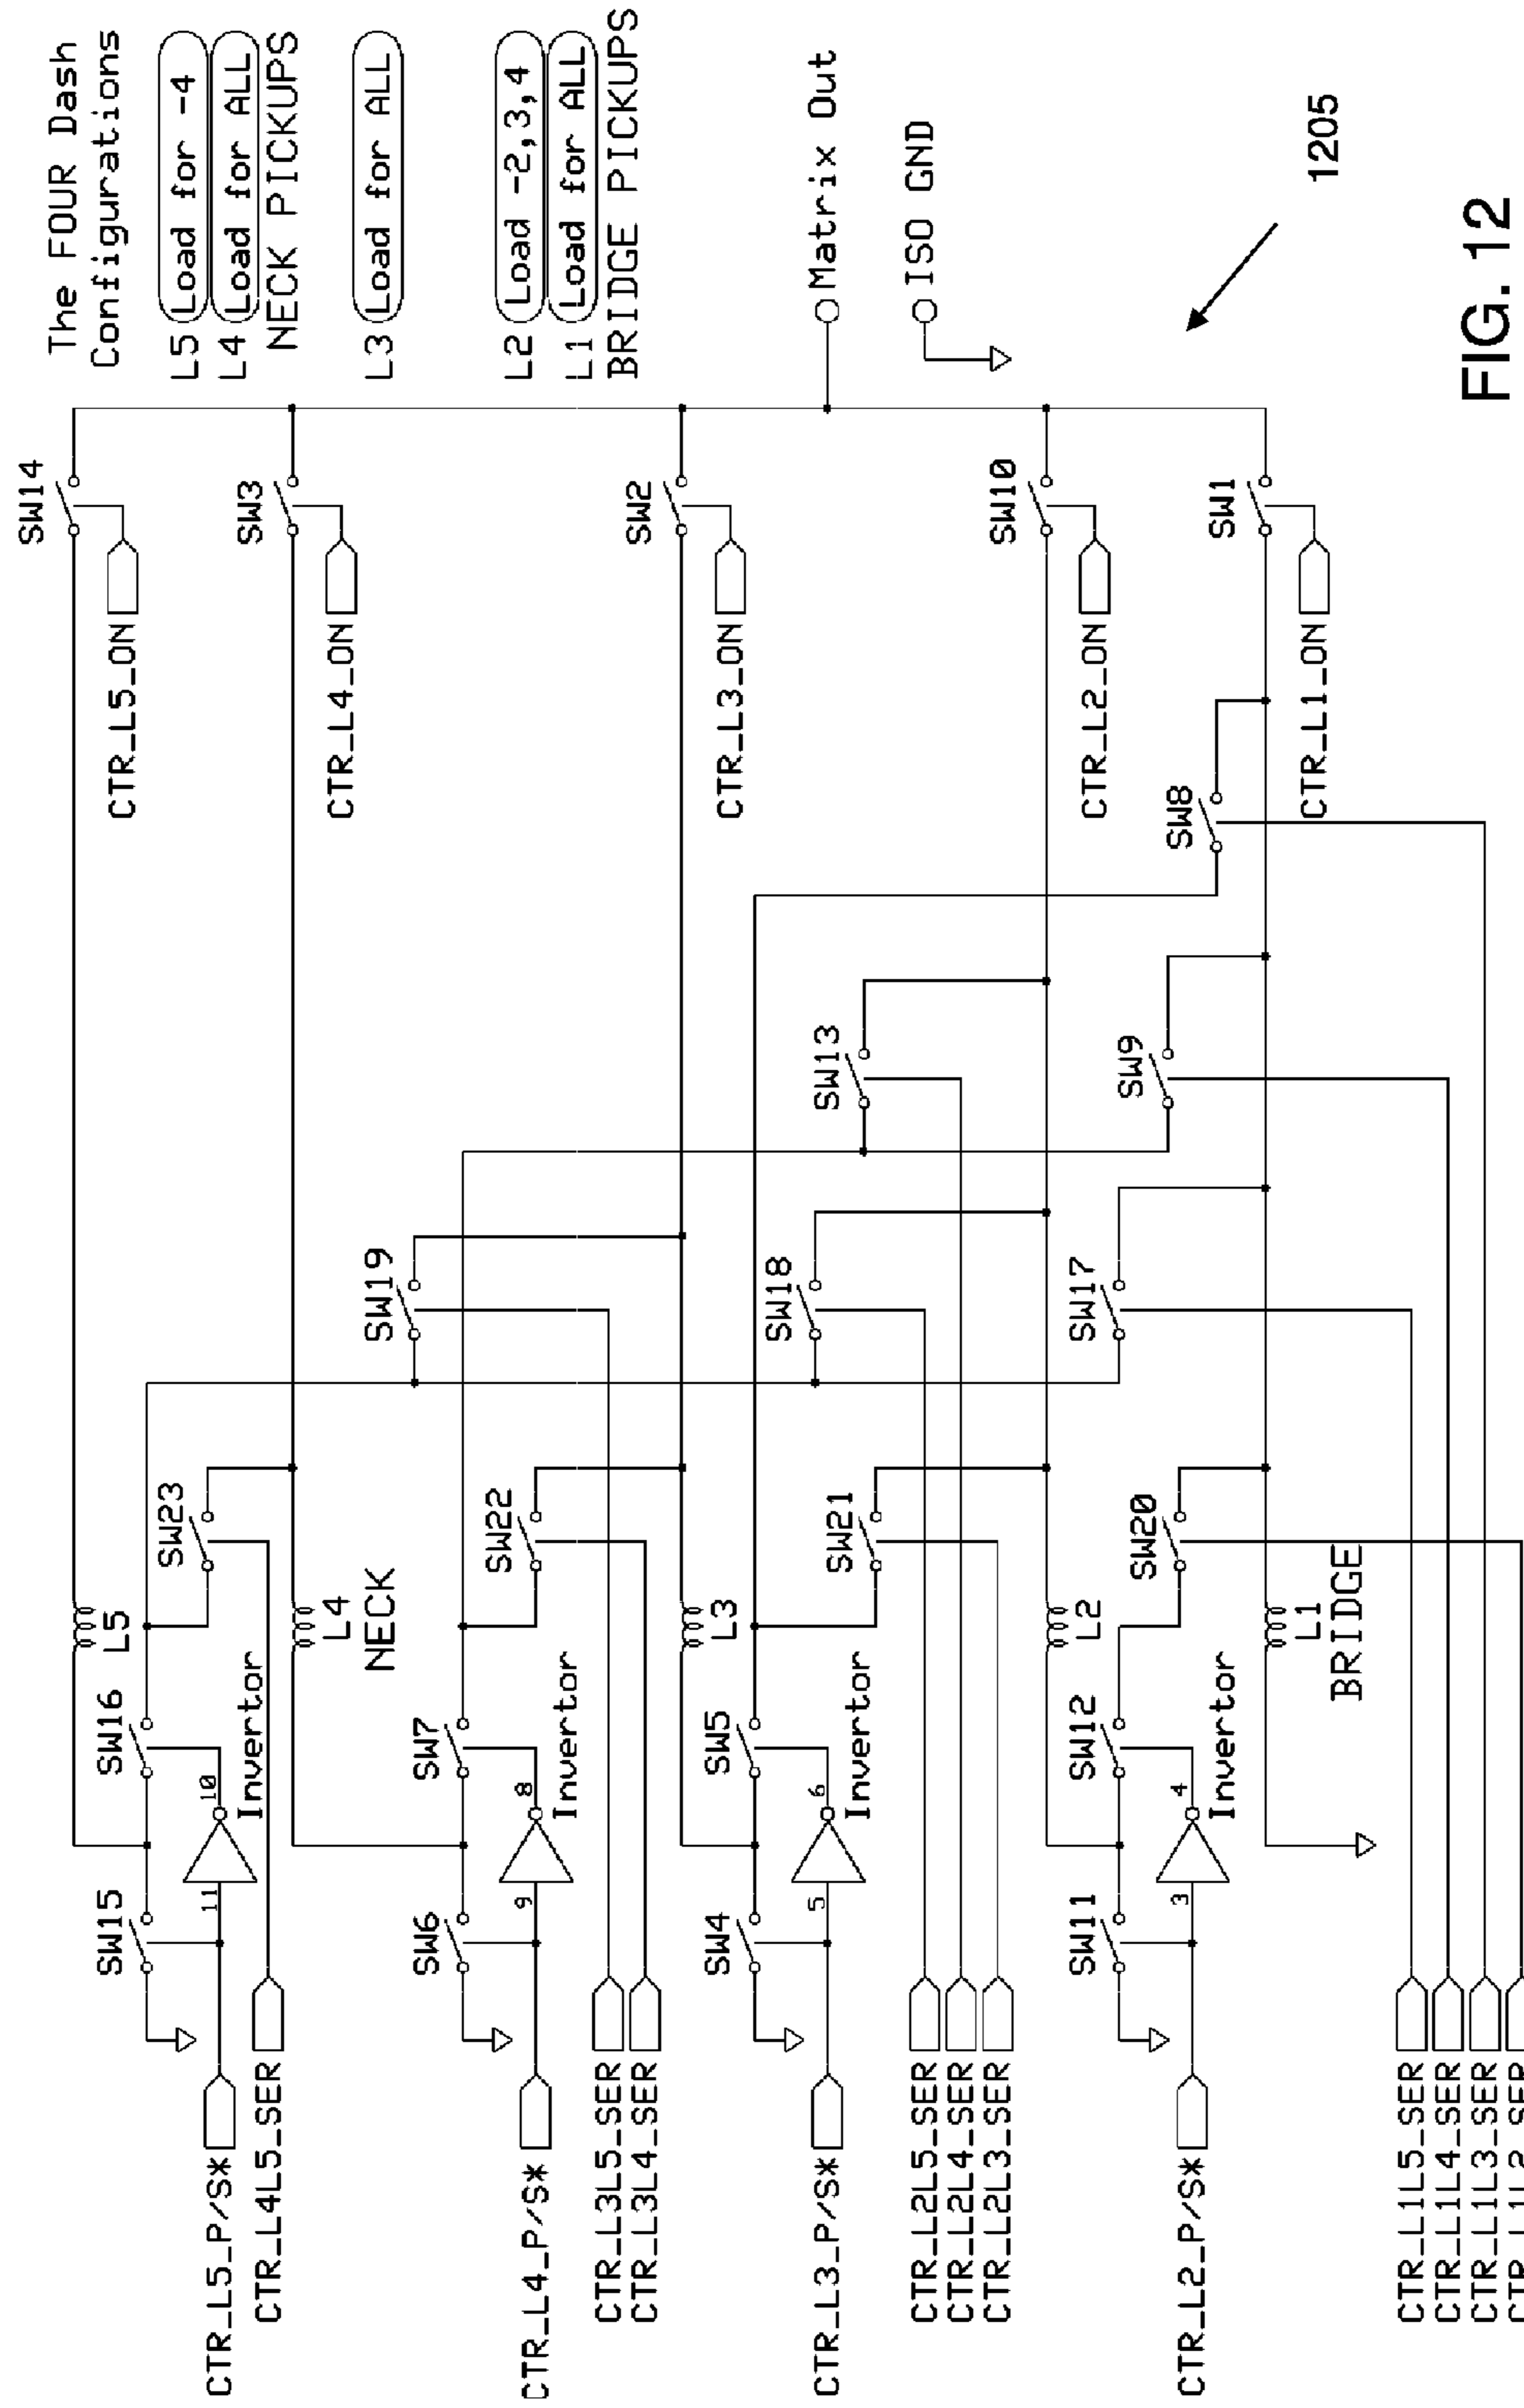 The FOUR Dash
Configurations
L5 Load for -4
L4 Load for ALL
NECK PICKUPS
L3 Load for ALL
L2 Load -2,3,4
L1 Load for ALL
BRIDGE PICKUPS
Matrix Out
ISO GND
1205
FIG. 12
SW14
CTR_L5_ON
SW3
CTR_L4_ON
SW2
CTR_L3_ON
SW10
CTR_L2_ON
SW1
CTR_L1_ON
SW8
SW13
SW9
SW19
SW18
SW17
SW23
SW22
SW21
SW20
L5
L4
NECK
L3
L2
L1
BRIDGE
SW16
10
Invertor
SW7
8
Invertor
SW5
6
Invertor
SW12
4
Invertor
SW15
11
SW6
9
SW4
5
SW11
3
CTR_L5_P/S*
CTR_L4L5_SER
CTR_L4_P/S*
CTR_L3L5_SER
CTR_L3L4_SER
CTR_L3_P/S*
CTR_L2L5_SER
CTR_L2L4_SER
CTR_L2L3_SER
CTR_L2_P/S*
CTR_L1L5_SER
CTR_L1L4_SER
CTR_L1L3_SER
CTR_L1L2_SER